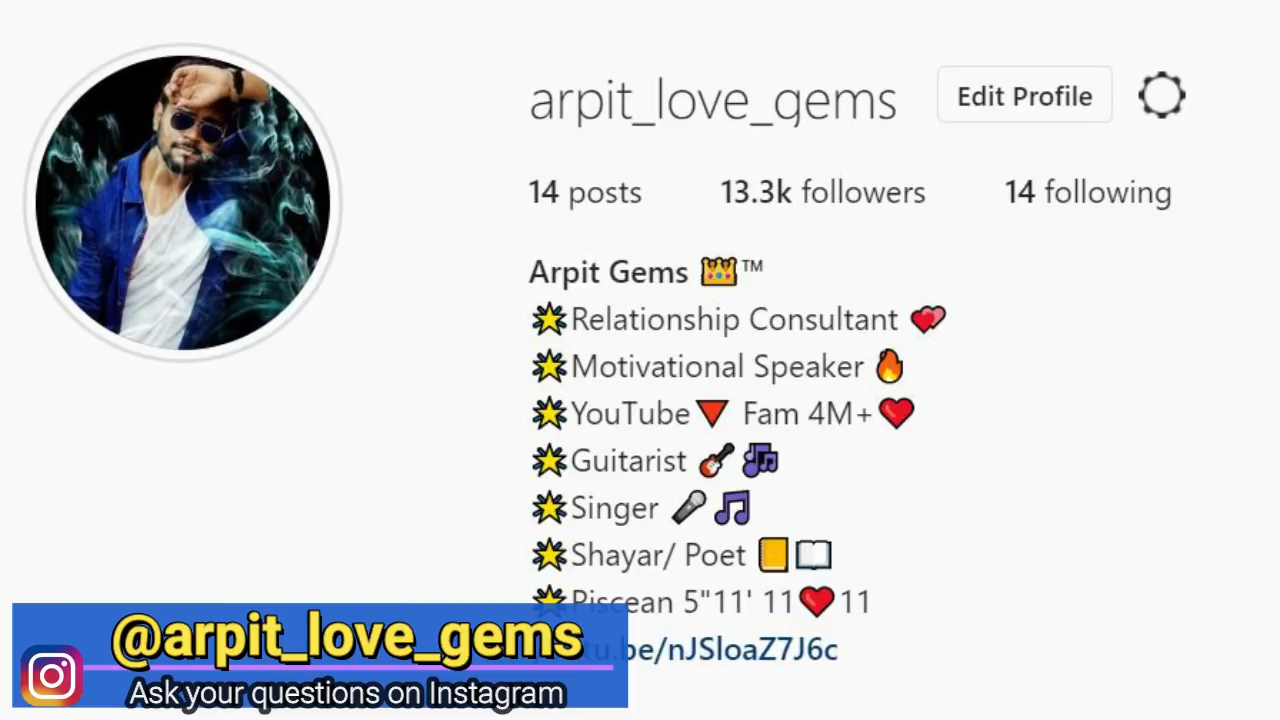 arpit_love_gems Edit Profile
14 posts 13.3k followers 14 following
Arpit Gems 👑™
🌟Relationship Consultant 💕
🌟Motivational Speaker 🔥
🌟YouTube🔻 Fam 4M+❤️
🌟Guitarist 🎸🎶
🌟Singer 🎤🎵
🌟Shayar/ Poet 📒📖
🌟Piscean 5"11' 11❤️11
be/nJSloaZ7J6c
@arpit_love_gems
Ask your questions on Instagram